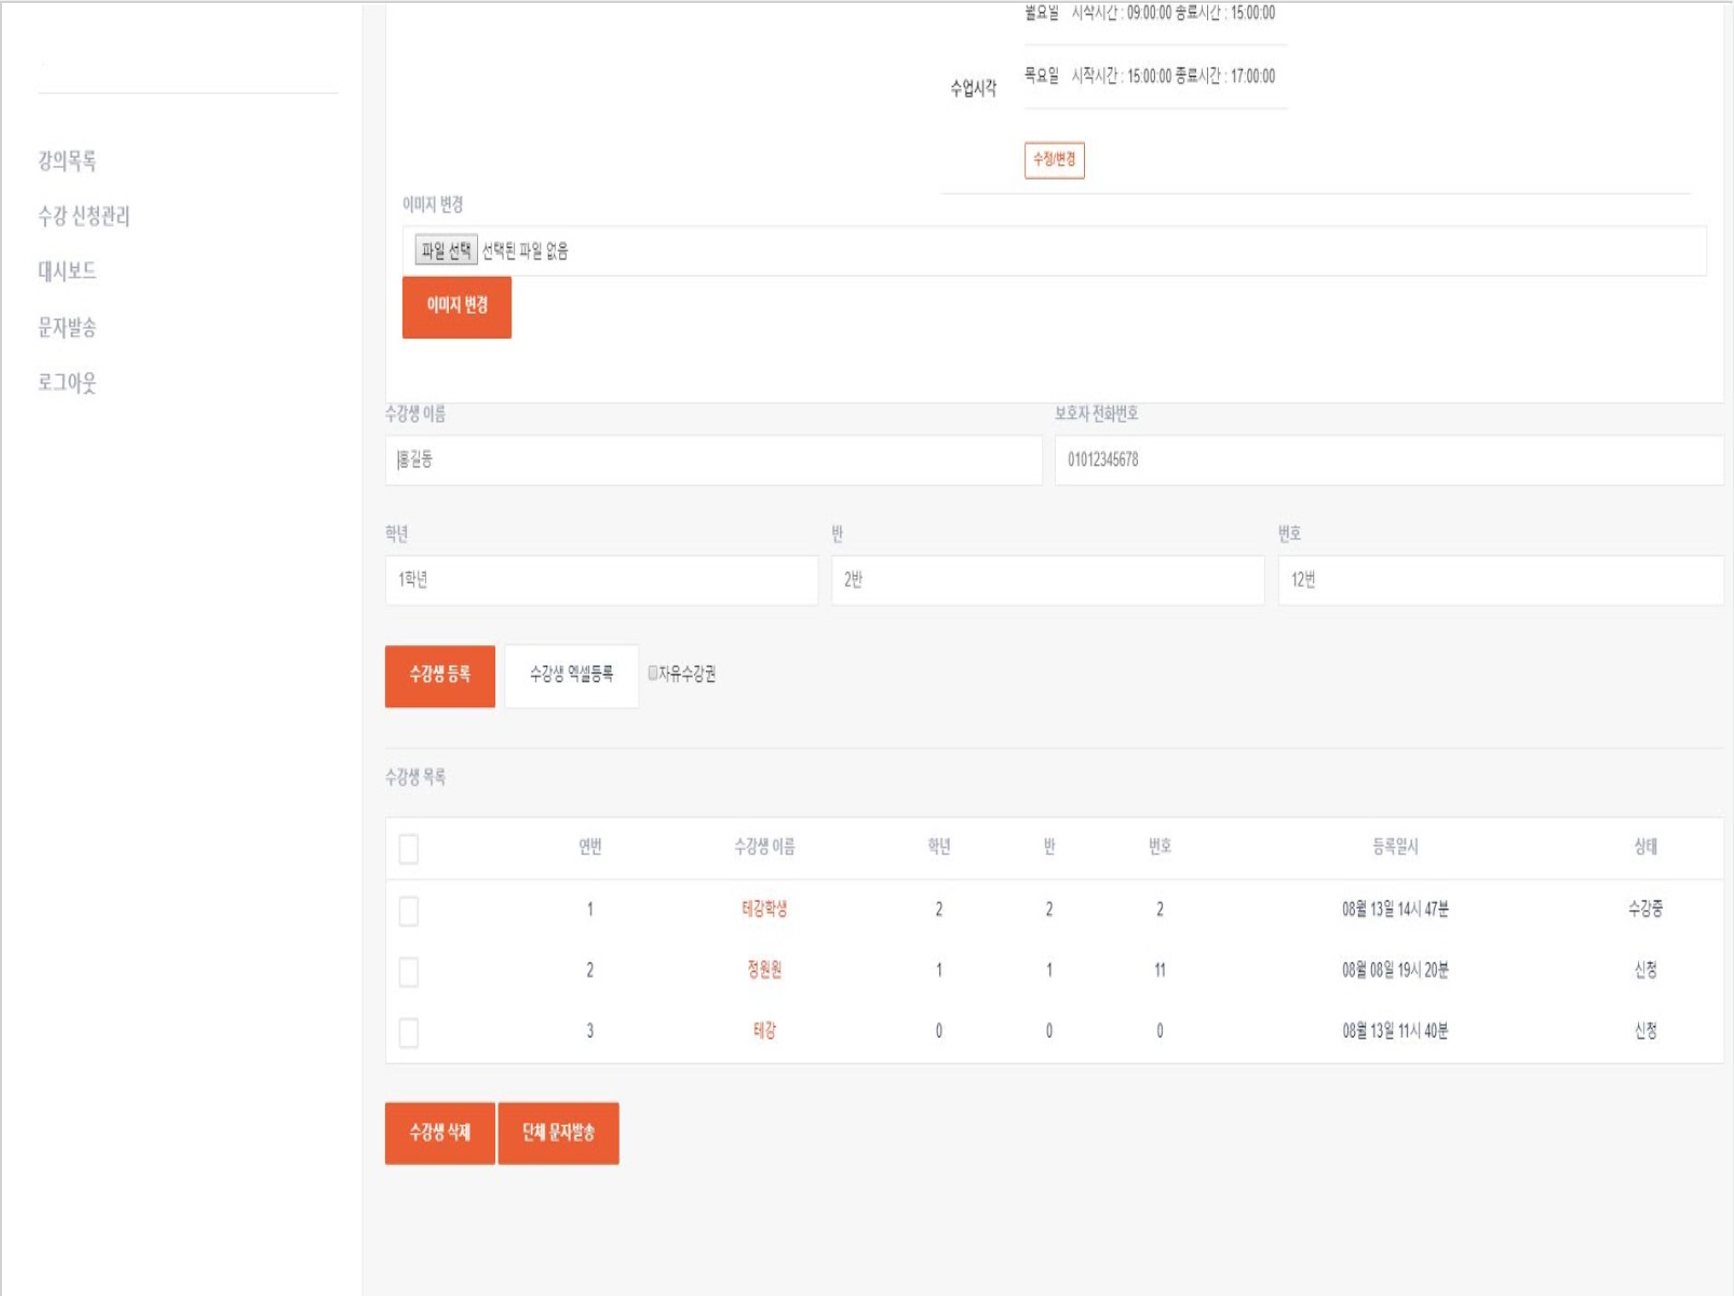 강의목록
수강 신청관리
대시보드
문자발송
로그아웃
월요일 시작시간 : 09:00:00 종료시간 : 15:00:00
수업시각
목요일 시작시간 : 15:00:00 종료시간 : 17:00:00
수정/변경
이미지 변경
파일 선택 선택된 파일 없음
이미지 변경
수강생 이름 보호자 전화번호
홍길동 01012345678
학년 반 번호
1학년 2반 12번
수강생 등록 수강생 엑셀등록 자유수강권
수강생 목록
연번 수강생 이름 학년 반 번호 등록일시 상태
1 테강학생 2 2 2 08월 13일 14시 47분 수강중
2 정원원 1 1 11 08월 08일 19시 20분 신청
3 테강 0 0 0 08월 13일 11시 40분 신청
수강생 삭제 단체 문자발송